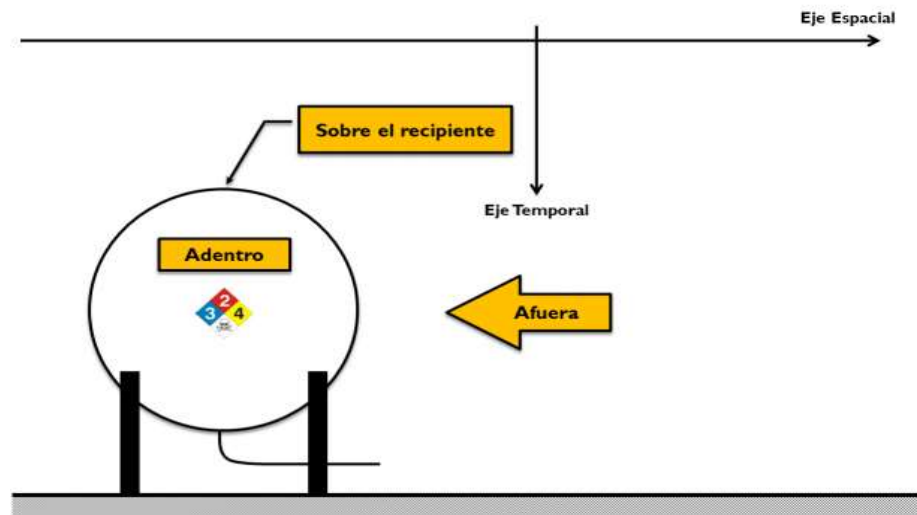 Eje Espacial
Sobre el recipiente
Eje Temporal
Adentro
2
3 4
Afuera